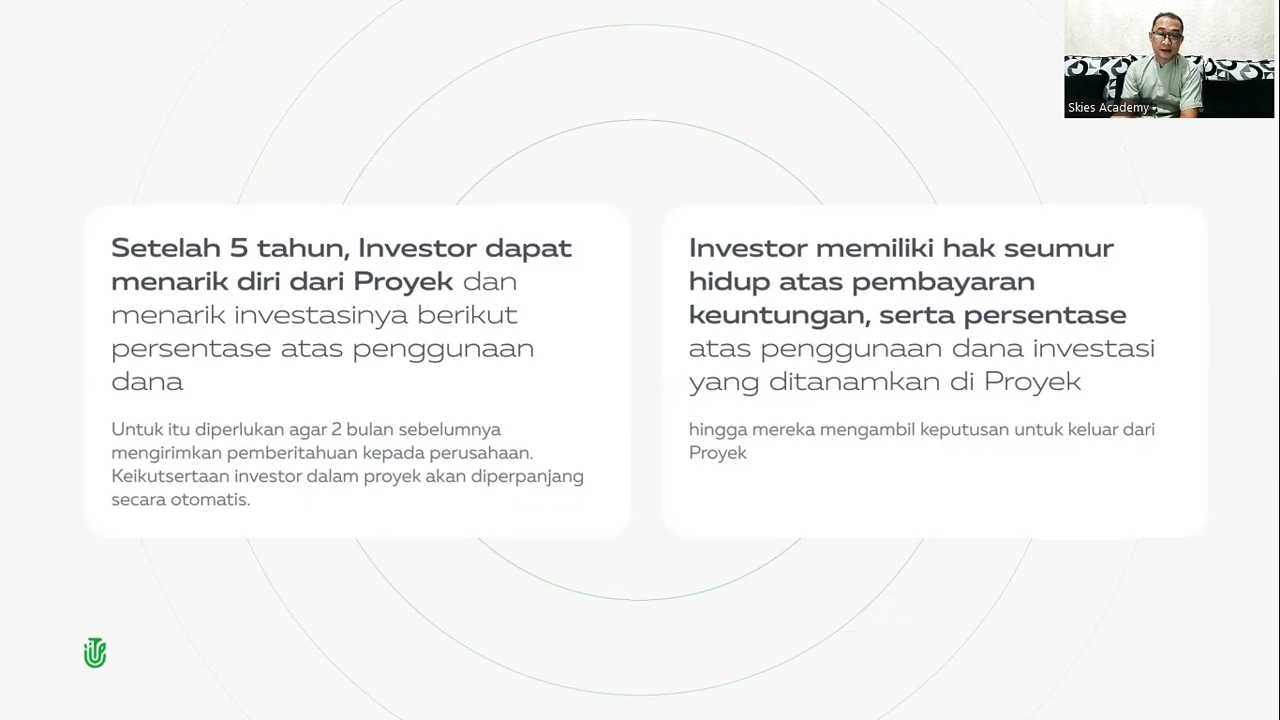 Skies Academy
Setelah 5 tahun, Investor dapat
menarik diri dari Proyek dan
menarik investasinya berikut
persentase atas penggunaan
dana
Untuk itu diperlukan agar 2 bulan sebelumnya
mengirimkan pemberitahuan kepada perusahaan.
Keikutsertaan investor dalam proyek akan diperpanjang
secara otomatis.
Investor memiliki hak seumur
hidup atas pembayaran
keuntungan, serta persentase
atas penggunaan dana investasi
yang ditanamkan di Proyek
hingga mereka mengambil keputusan untuk keluar dari
Proyek